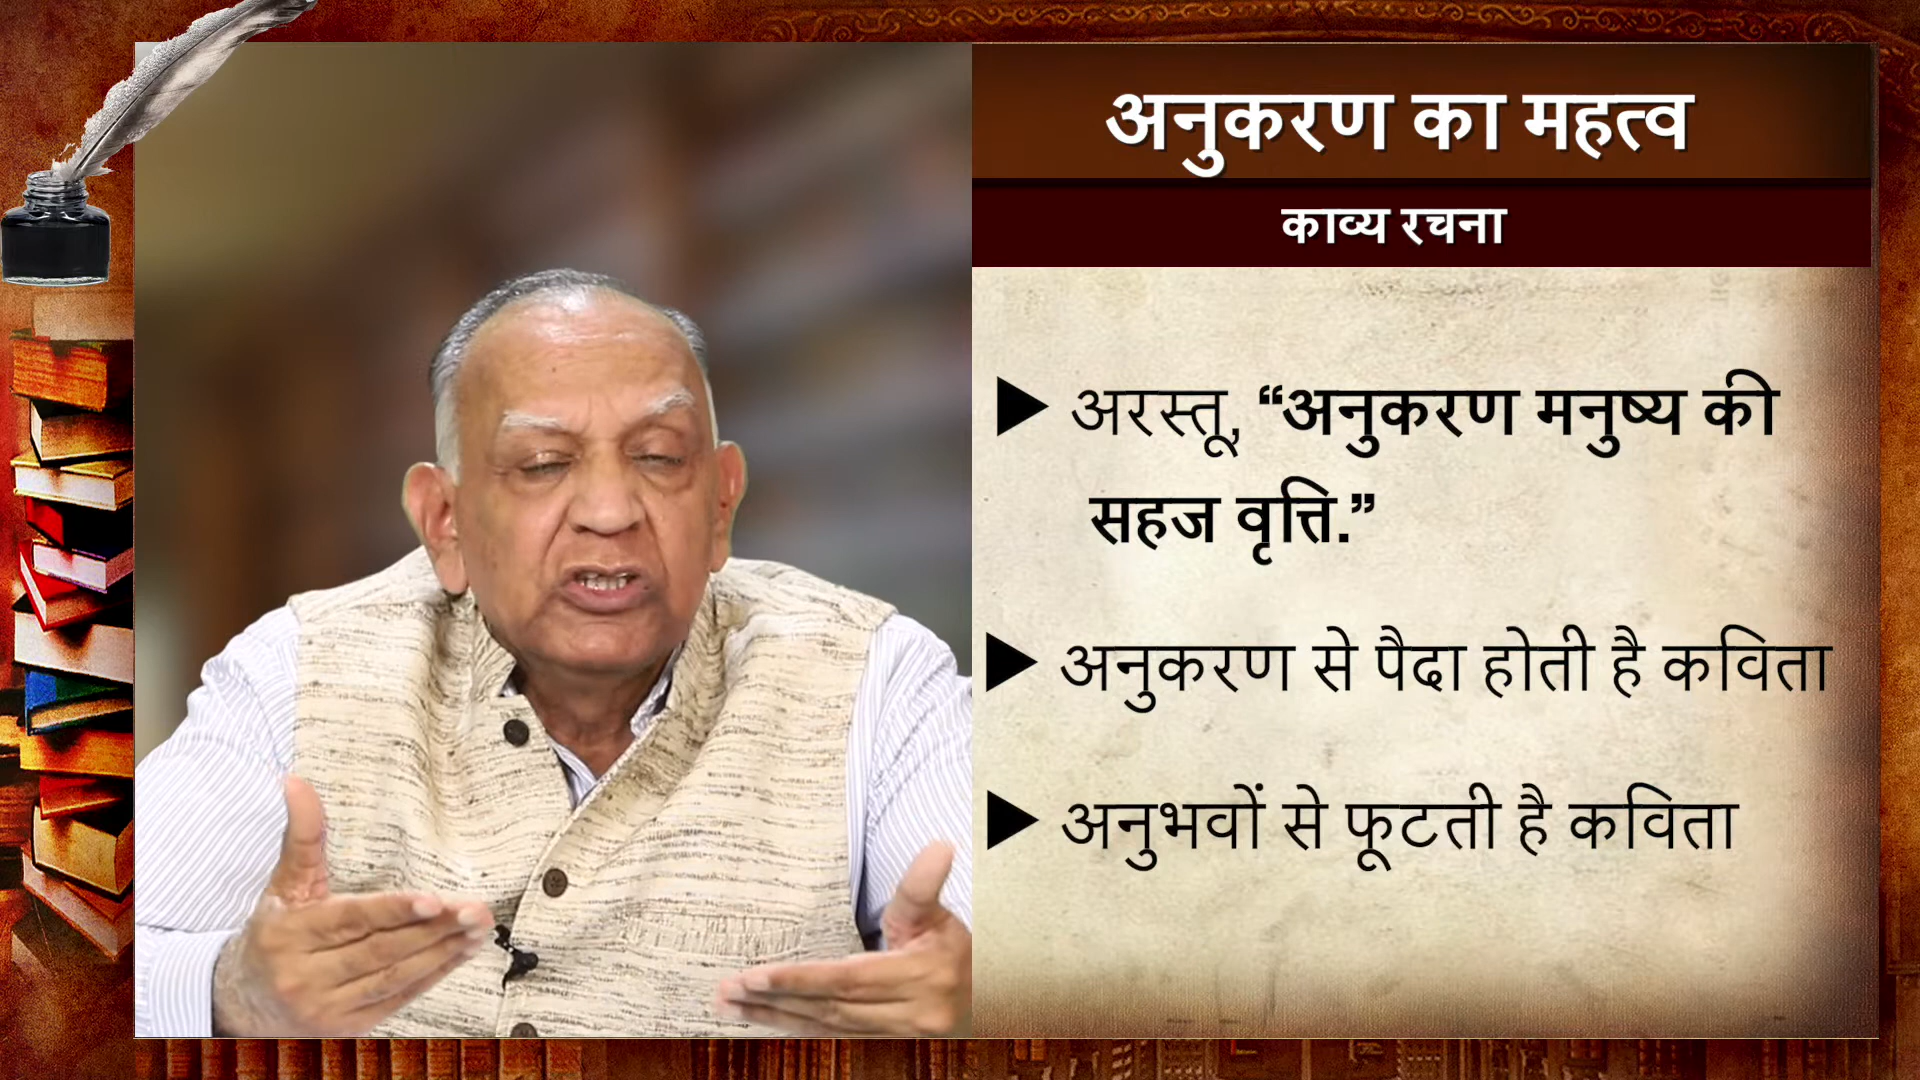 अनुकरण का महत्व
काव्य रचना
▶ अरस्तू, “अनुकरण मनुष्य की
सहज वृत्ति.”
▶ अनुकरण से पैदा होती है कविता
▶ अनुभवों से फूटती है कविता